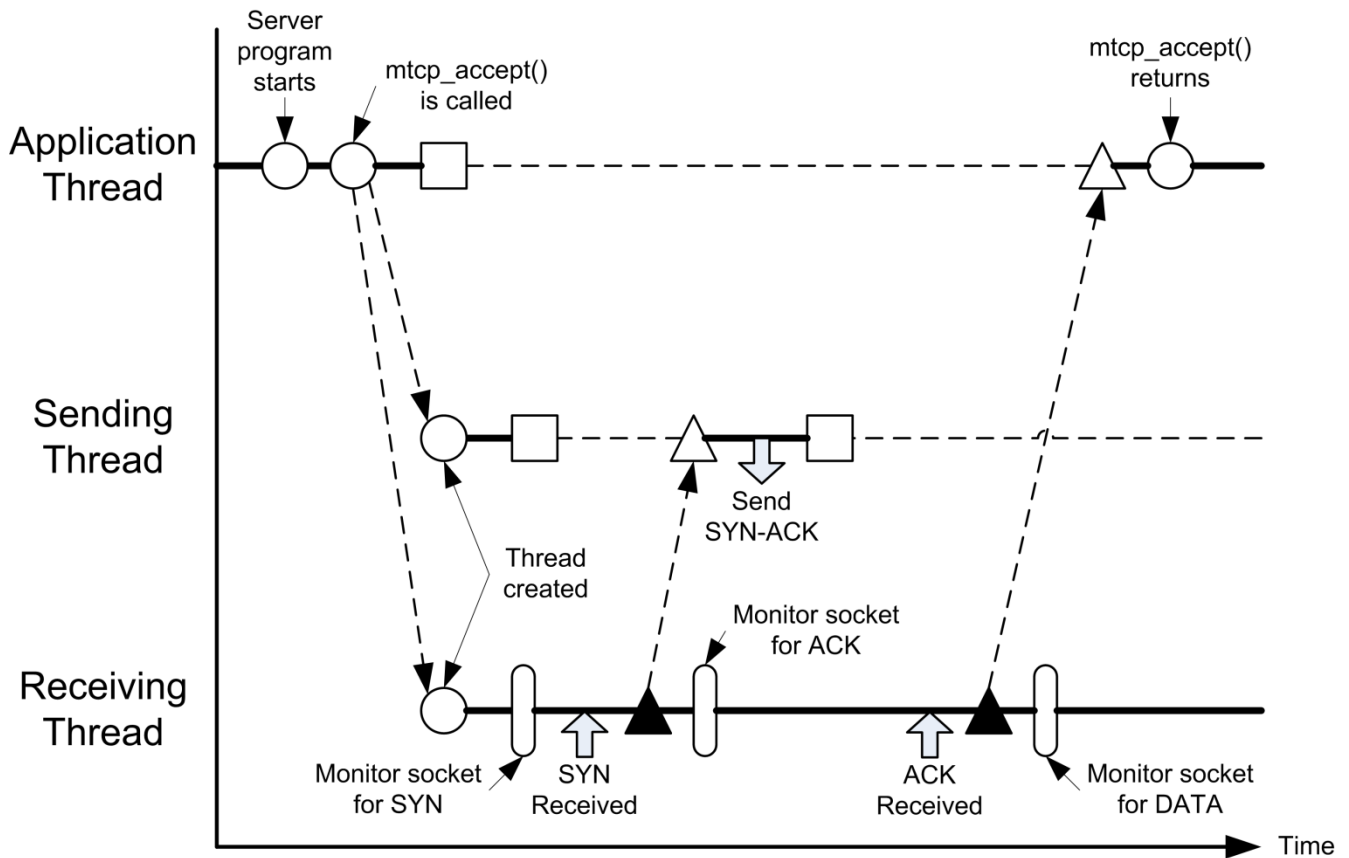 Server
program
starts
mtcp_accept()
is called
mtcp_accept()
returns
Application
Thread
Sending
Thread
Send
SYN-ACK
Thread
created
Monitor socket
for ACK
Receiving
Thread
Monitor socket
for SYN
SYN
Received
ACK
Received
Monitor socket
for DATA
Time